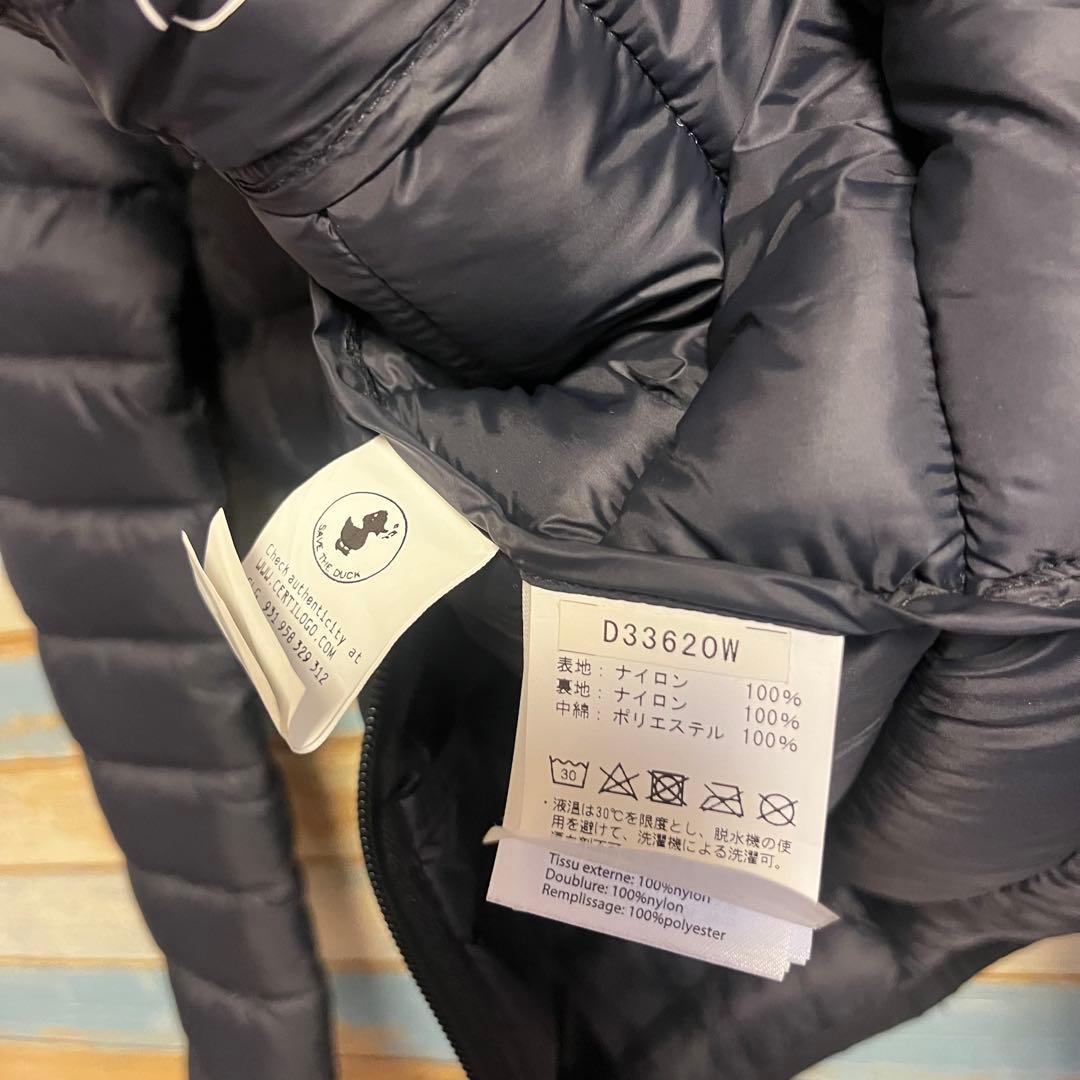 SAVE THE DUCK
Check authenticity at
WWW.CERTILOGO.COM
CLG 931 958 329 312
D33620W
表地: ナイロン 100%
裏地: ナイロン 100%
中綿: ポリエステル 100%
30
・液温は30℃を限度とし、脱水機の使
用を避けて、洗濯機による洗濯可。
Tissu externe: 100%nylon
Doublure: 100%nylon
Remplissage: 100%polyester